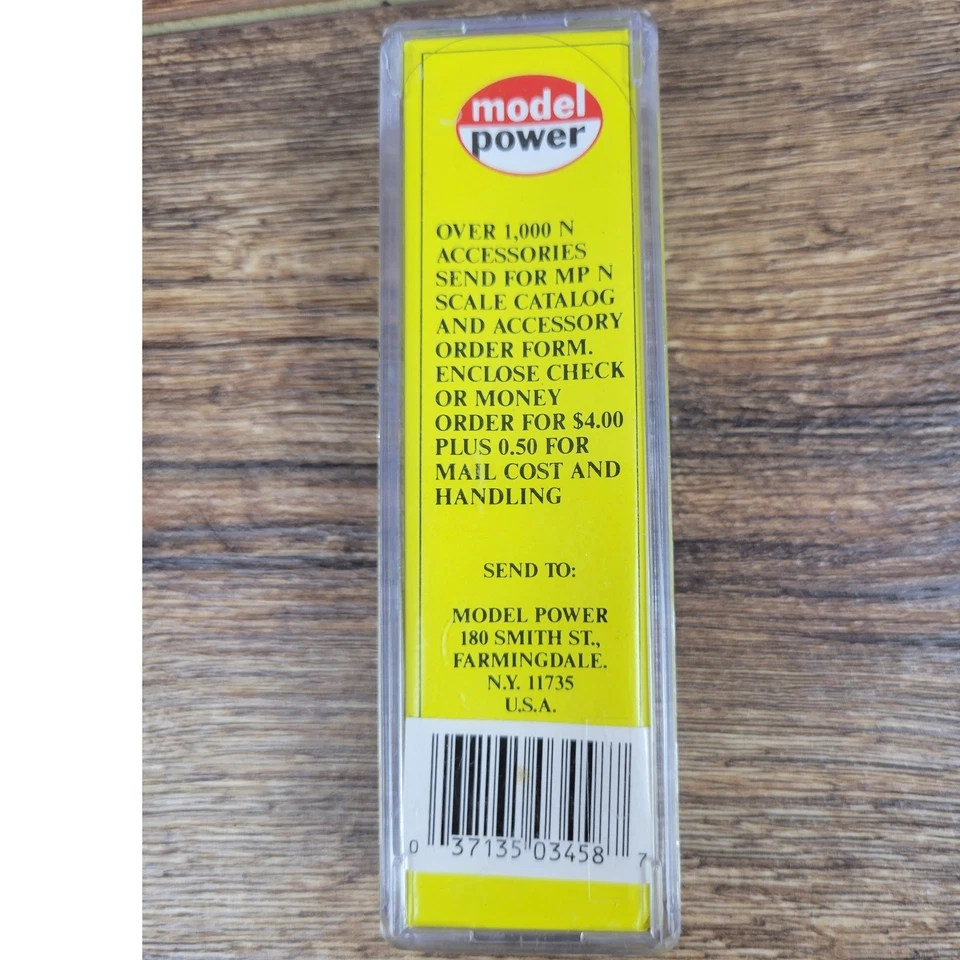 model
power
OVER 1,000 N
ACCESSORIES
SEND FOR MP N
SCALE CATALOG
AND ACCESSORY
ORDER FORM.
ENCLOSE CHECK
OR MONEY
ORDER FOR $4.00
PLUS 0.50 FOR
MAIL COST AND
HANDLING
SEND TO:
MODEL POWER
180 SMITH ST.,
FARMINGDALE.
N.Y. 11735
U.S.A.
0 37135 03458 7